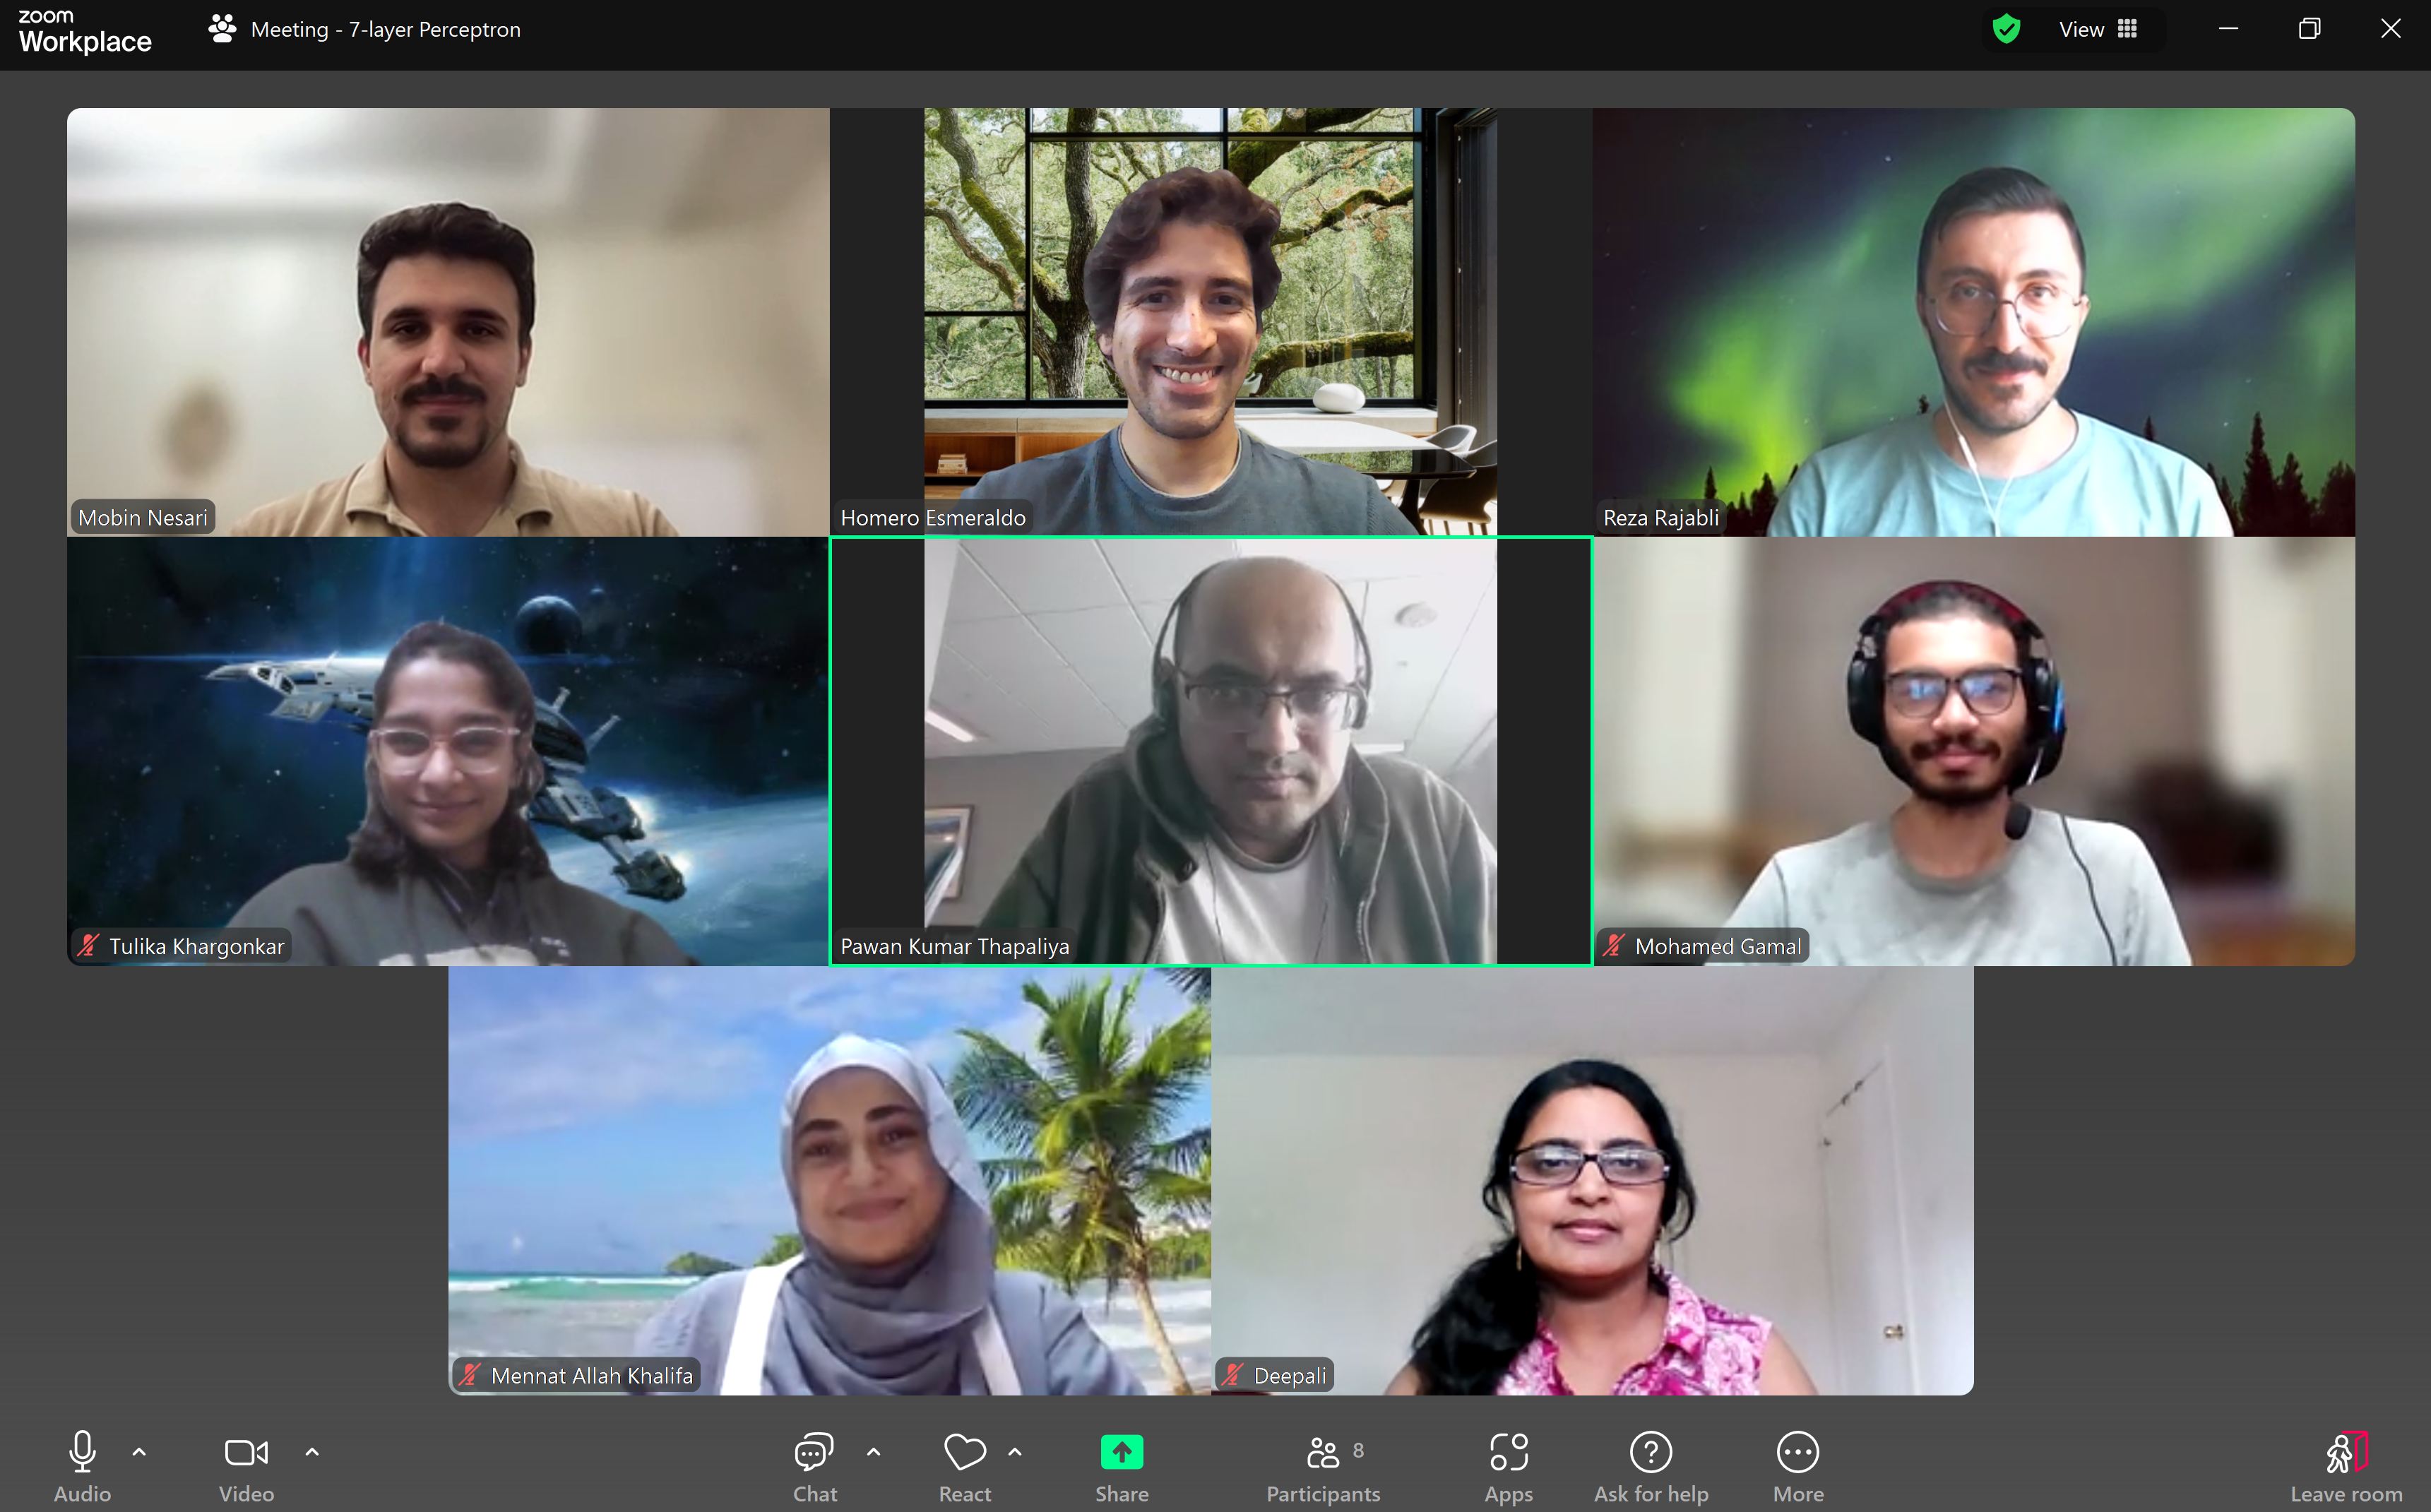 zoom
Workplace
Meeting - 7-layer Perceptron
View
Mobin Nesari
Homero Esmeraldo
Reza Rajabli
Tulika Khargonkar
Pawan Kumar Thapaliya
Mohamed Gamal
Mennat Allah Khalifa
Deepali
8
Audio
Video
Chat
React
Share
Participants
Apps
Ask for help
More
Leave room